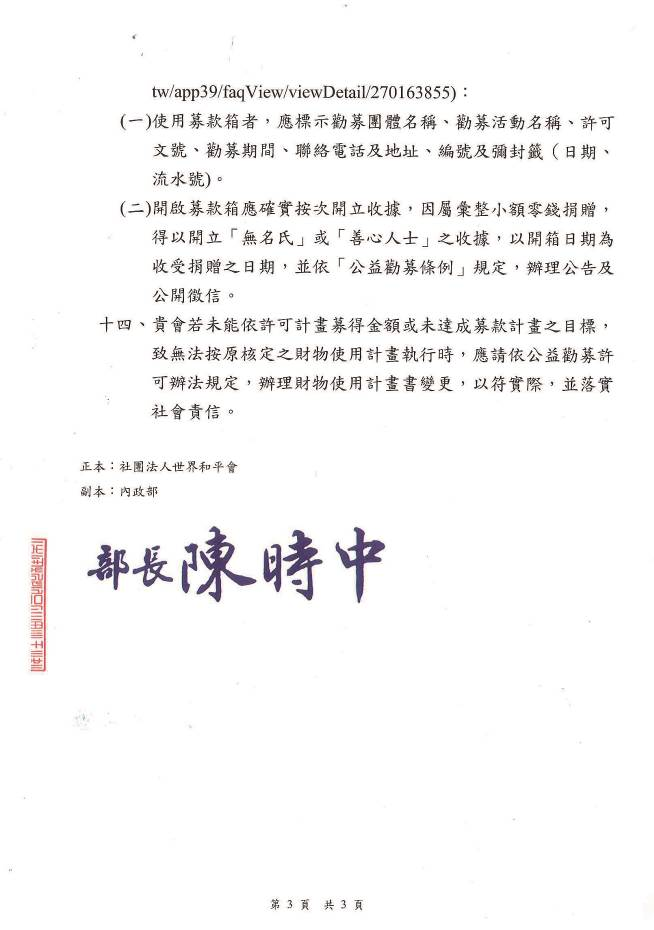 tw/app39/faqView/viewDetail/270163855)：
(一)使用募款箱者，應標示勸募團體名稱、勸募活動名稱、許可
文號、勸募期間、聯絡電話及地址、編號及彌封籤（日期、
流水號)。
(二)開啟募款箱應確實按次開立收據，因屬彙整小額零錢捐贈，
得以開立「無名氏」或「善心人士」之收據，以開箱日期為
收受捐贈之日期，並依「公益勸募條例」規定，辦理公告及
公開徵信。
十四、貴會若未能依許可計畫募得金額或未達成募款計畫之目標，
致無法按原核定之財物使用計畫執行時，應請依公益勸募許
可辦法規定，辦理財物使用計畫書變更，以符實際，並落實
社會責信。
正本：社團法人世界和平會
副本：內政部
部長陳時中
第 3 頁 共 3 頁